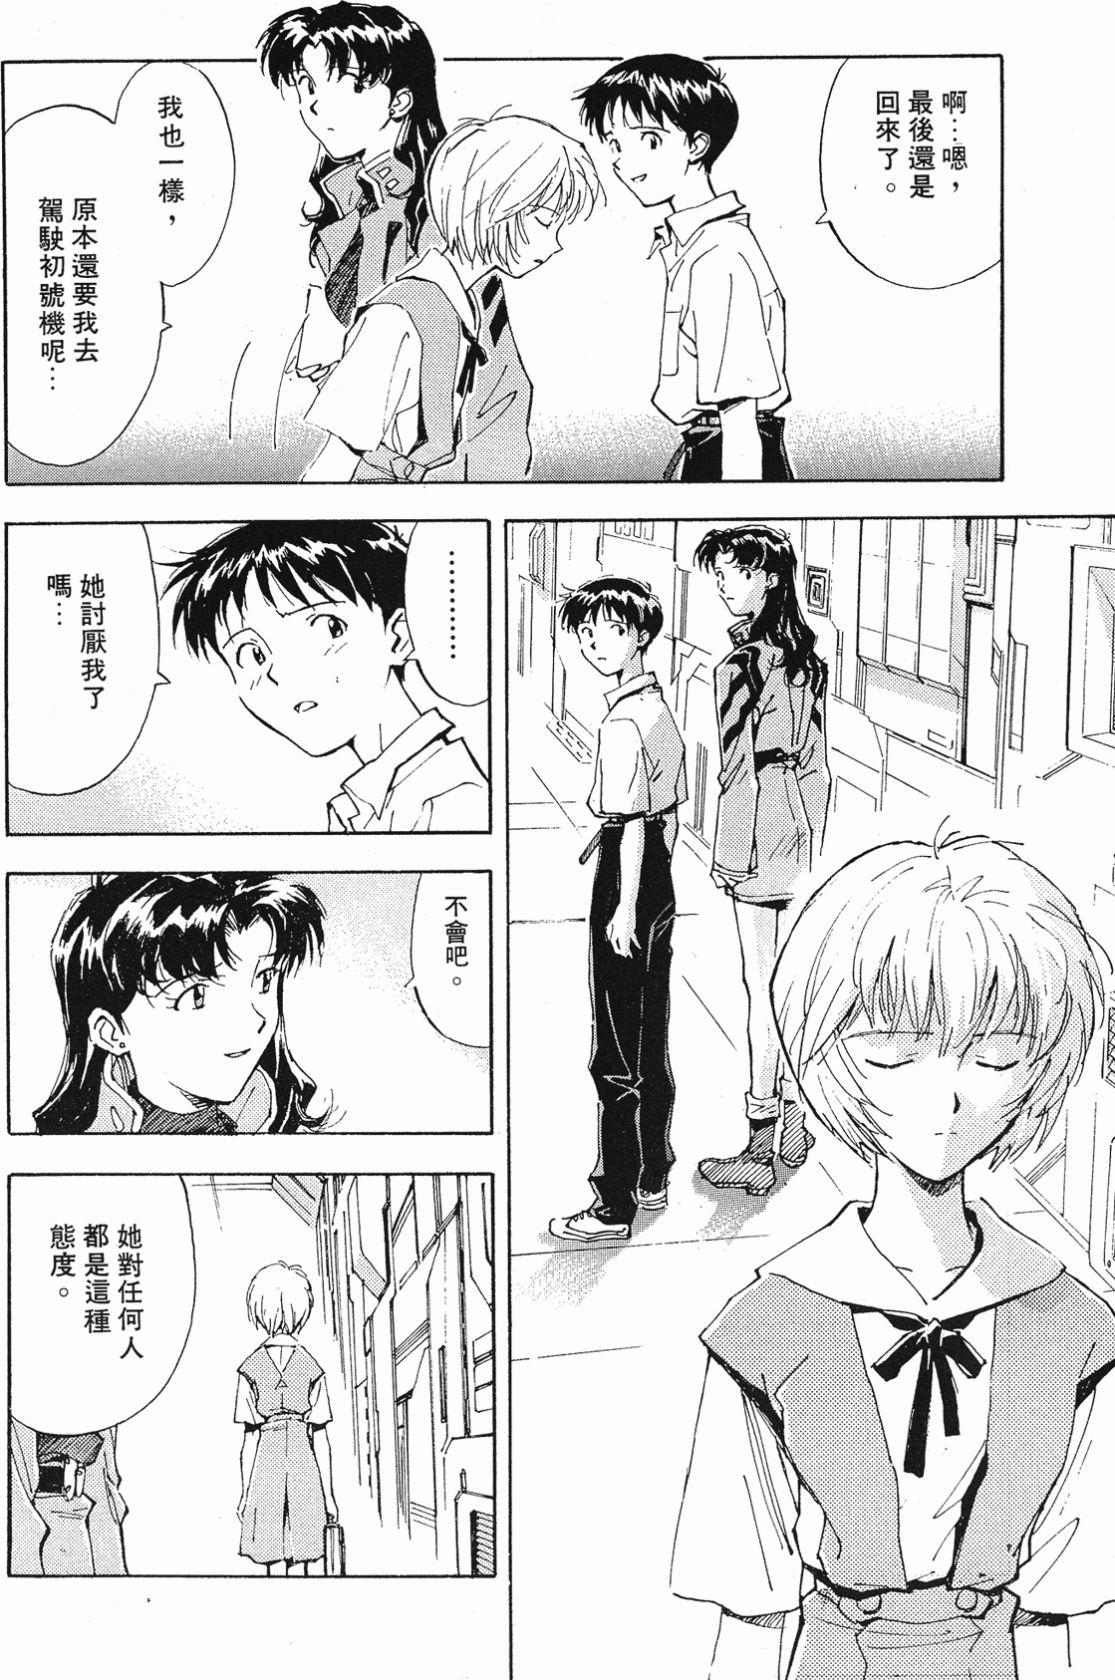 啊…嗯，
最後還是
回來了。
我也一樣，
原本還要我去
駕駛初號機呢…
…………
她討厭我了
嗎…
不會吧。
她對任何人
都是這種
態度。